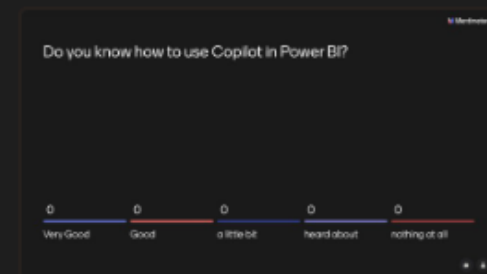 Mentimeter
Do you know how to use Copilot in Power BI?
0 0 0 0 0
Very Good Good a little bit heard about nothing at all